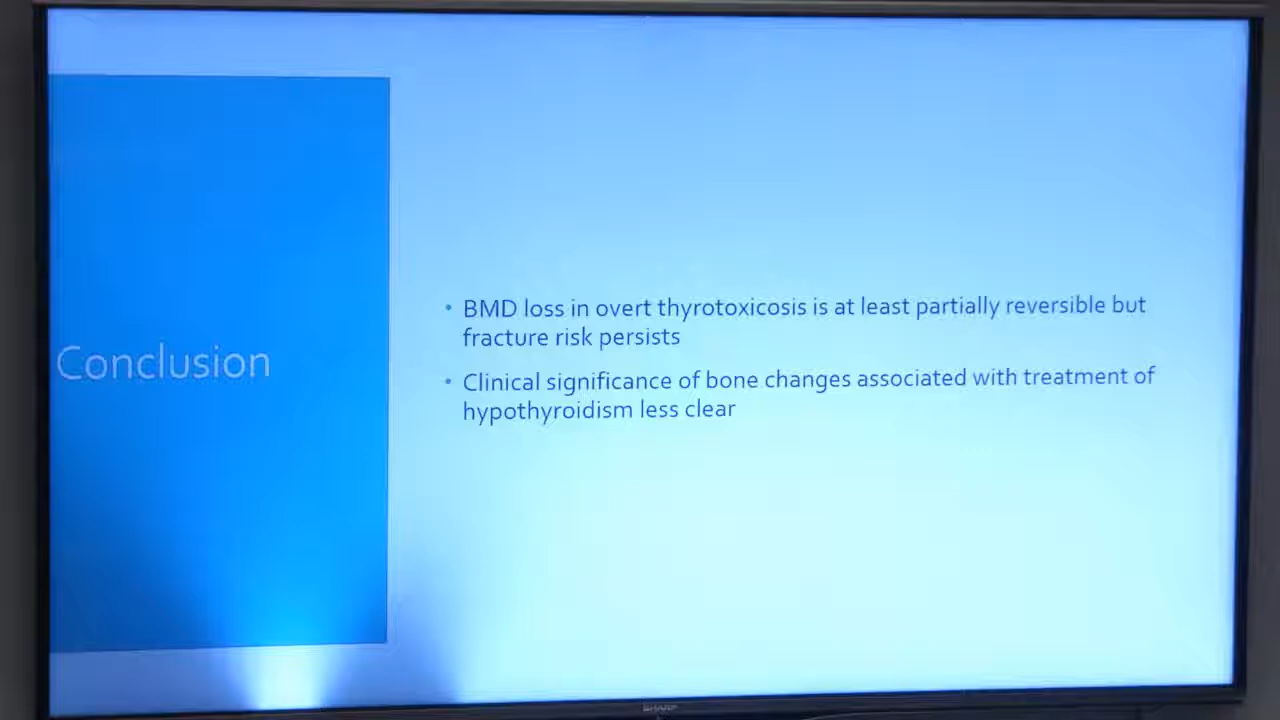 Conclusion
• BMD loss in overt thyrotoxicosis is at least partially reversible but
fracture risk persists
• Clinical significance of bone changes associated with treatment of
hypothyroidism less clear
SHARP